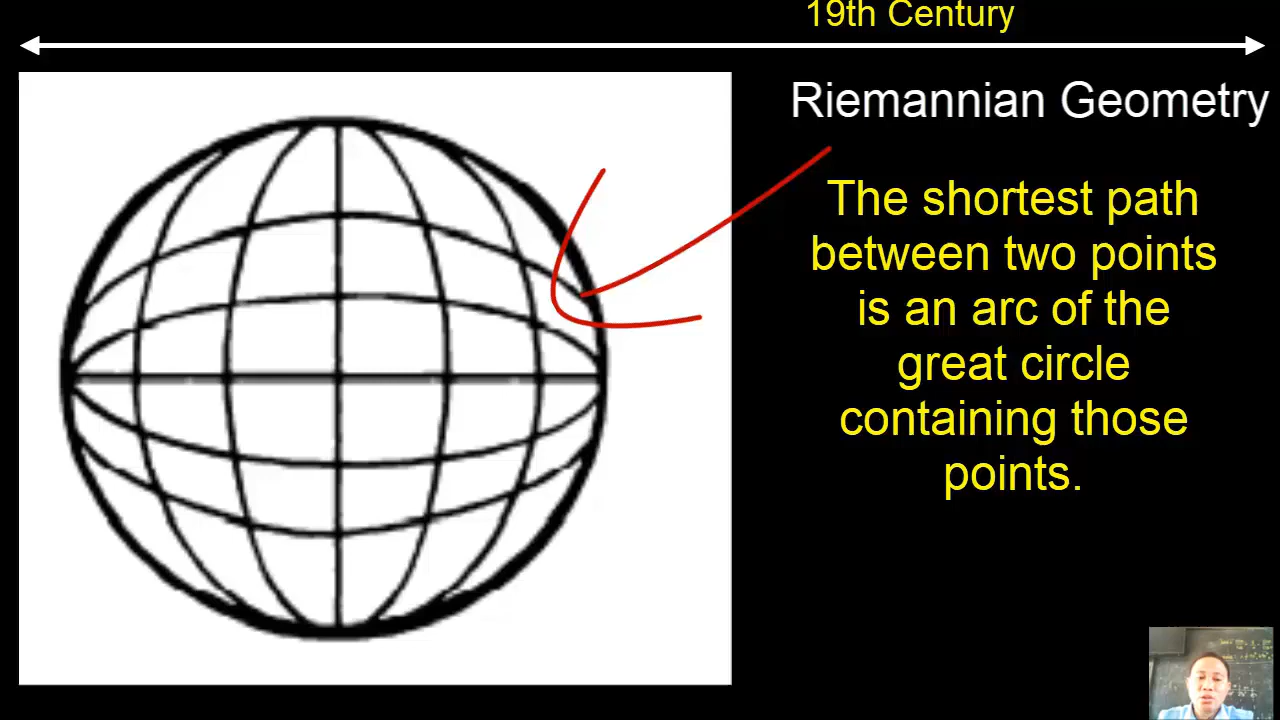 19th Century
Riemannian Geometry
The shortest path
between two points
is an arc of the
great circle
containing those
points.